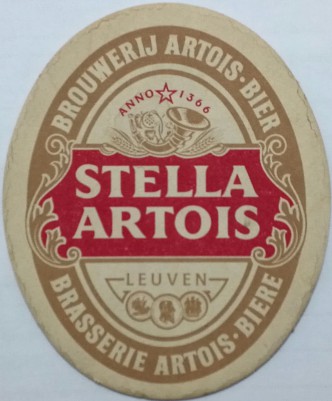 BROUWERIJ ARTOIS·BIER
ANNO 1366
STELLA
ARTOIS
LEUVEN
BRASSERIE ARTOIS·BIERE